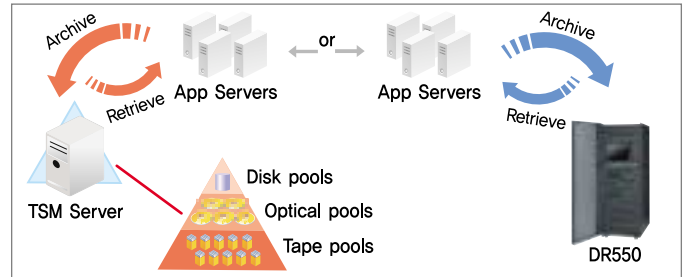 Archive
Retrieve
App Servers
or
App Servers
Archive
Retrieve
TSM Server
Disk pools
Optical pools
Tape pools
DR550